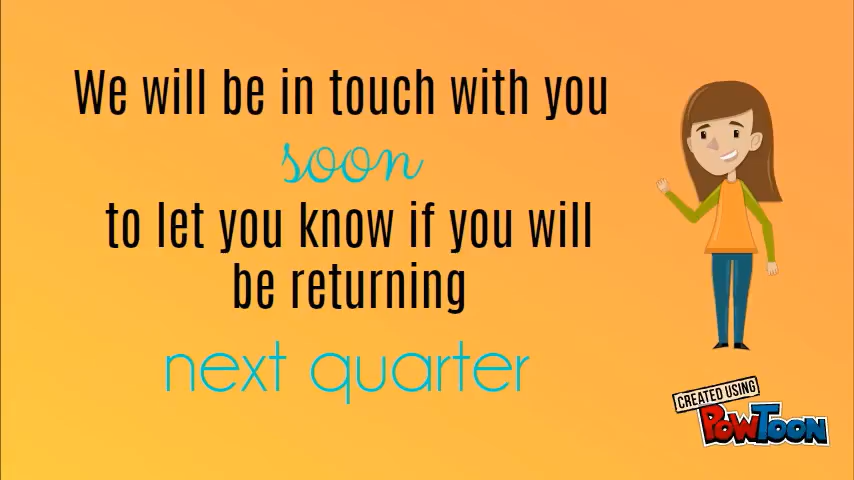 We will be in touch with you
soon
to let you know if you will
be returning
next quarter
CREATED USING
POWTOON